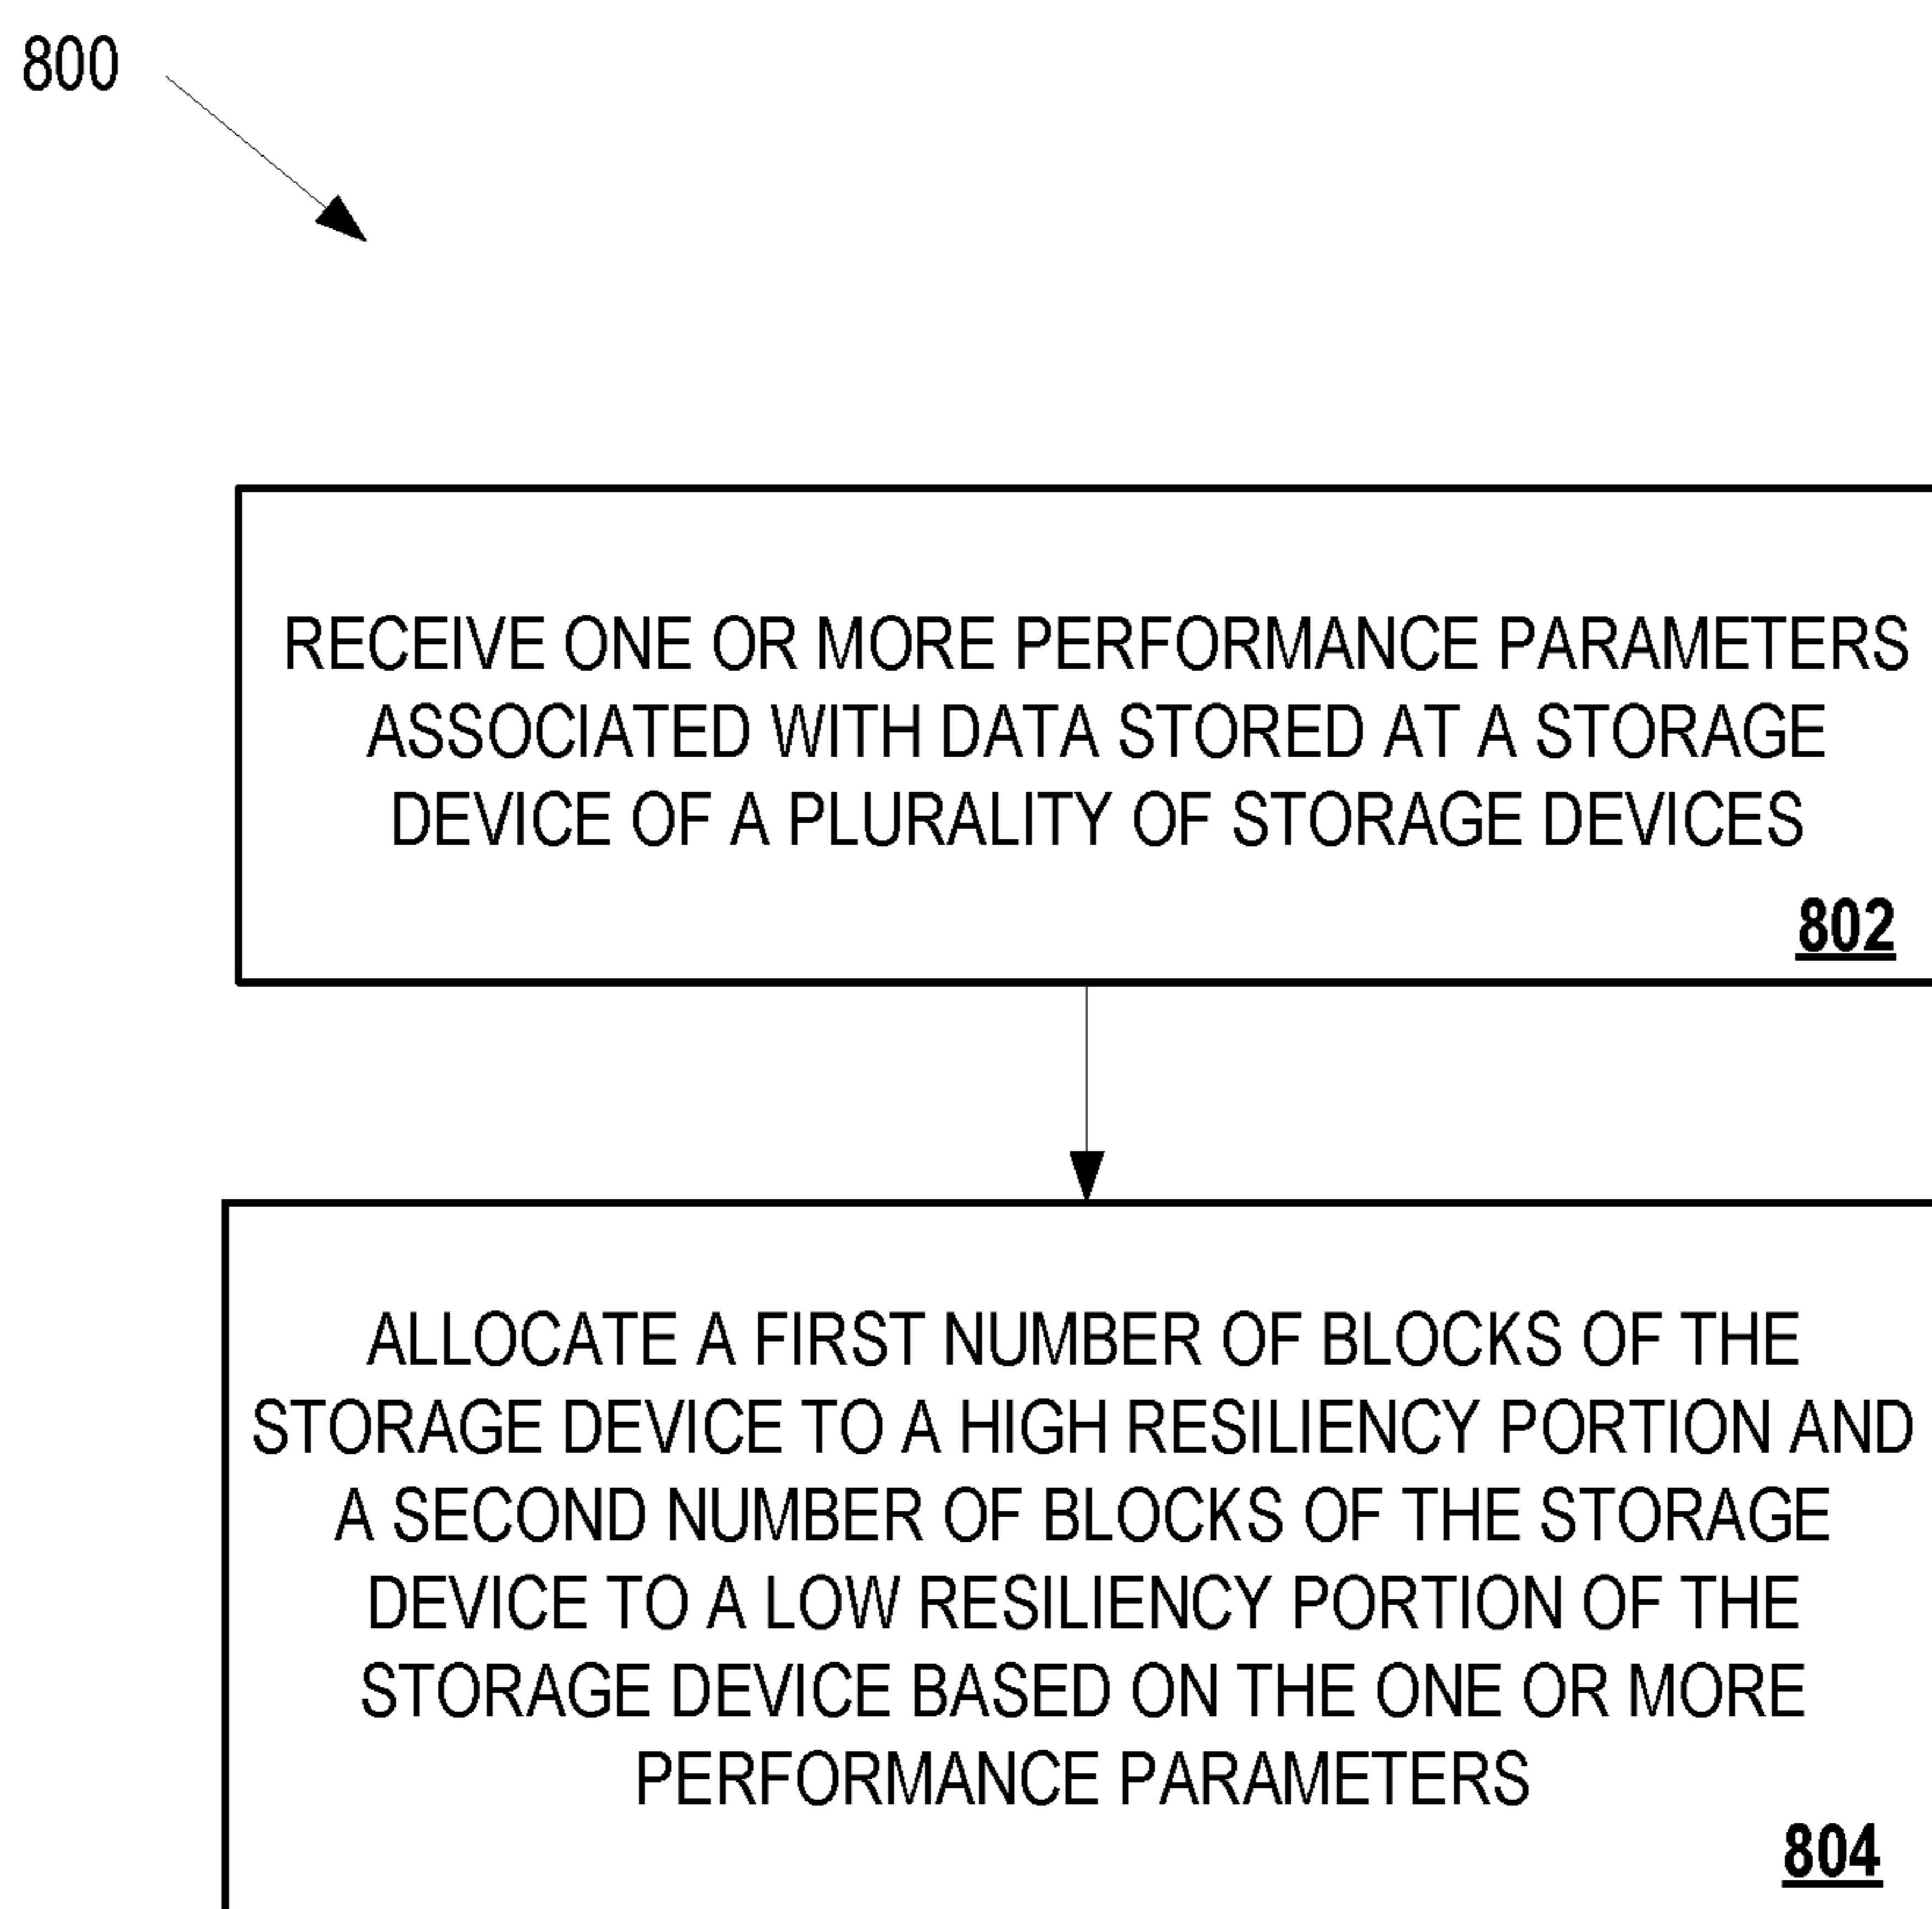 800
RECEIVE ONE OR MORE PERFORMANCE PARAMETERS
ASSOCIATED WITH DATA STORED AT A STORAGE
DEVICE OF A PLURALITY OF STORAGE DEVICES
802
ALLOCATE A FIRST NUMBER OF BLOCKS OF THE
STORAGE DEVICE TO A HIGH RESILIENCY PORTION AND
A SECOND NUMBER OF BLOCKS OF THE STORAGE
DEVICE TO A LOW RESILIENCY PORTION OF THE
STORAGE DEVICE BASED ON THE ONE OR MORE
PERFORMANCE PARAMETERS
804